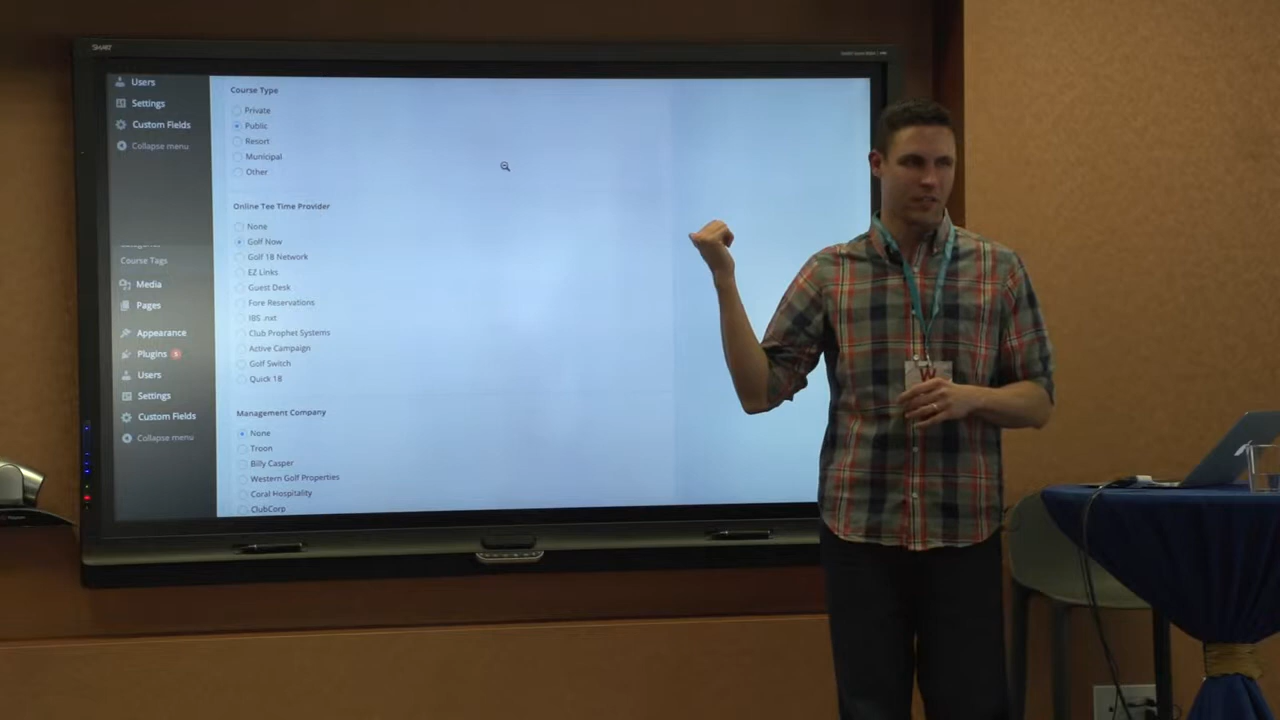 SMART
Users
Settings
Custom Fields
Collapse menu
Course Tags
Media
Pages
Appearance
Plugins 5
Users
Settings
Custom Fields
Collapse menu
Course Type
Private
Public
Resort
Municipal
Other
Online Tee Time Provider
None
Golf Now
Golf 18 Network
EZ Links
Guest Desk
Fore Reservations
IBS .nxt
Club Prophet Systems
Active Campaign
Golf Switch
Quick 18
Management Company
None
Troon
Billy Casper
Western Golf Properties
Coral Hospitality
ClubCorp